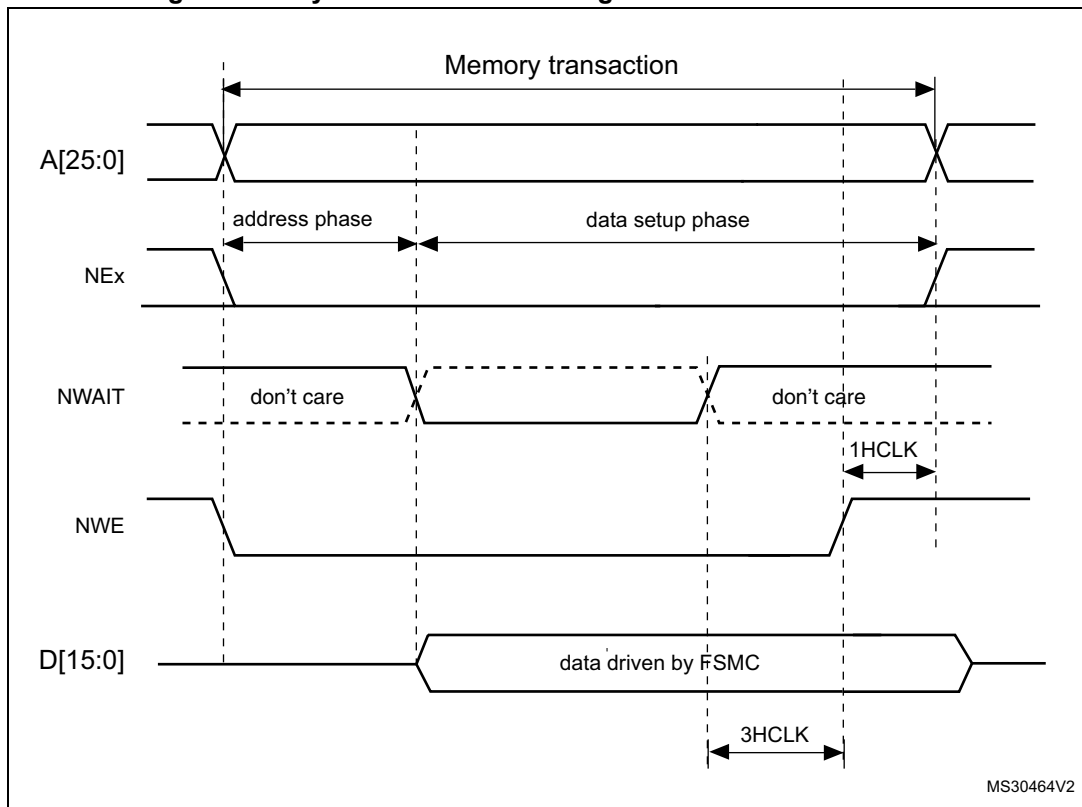 Memory transaction
A[25:0]
address phase
data setup phase
NEx
NWAIT
don't care
don't care
1HCLK
NWE
D[15:0]
data driven by FSMC
3HCLK
MS30464V2